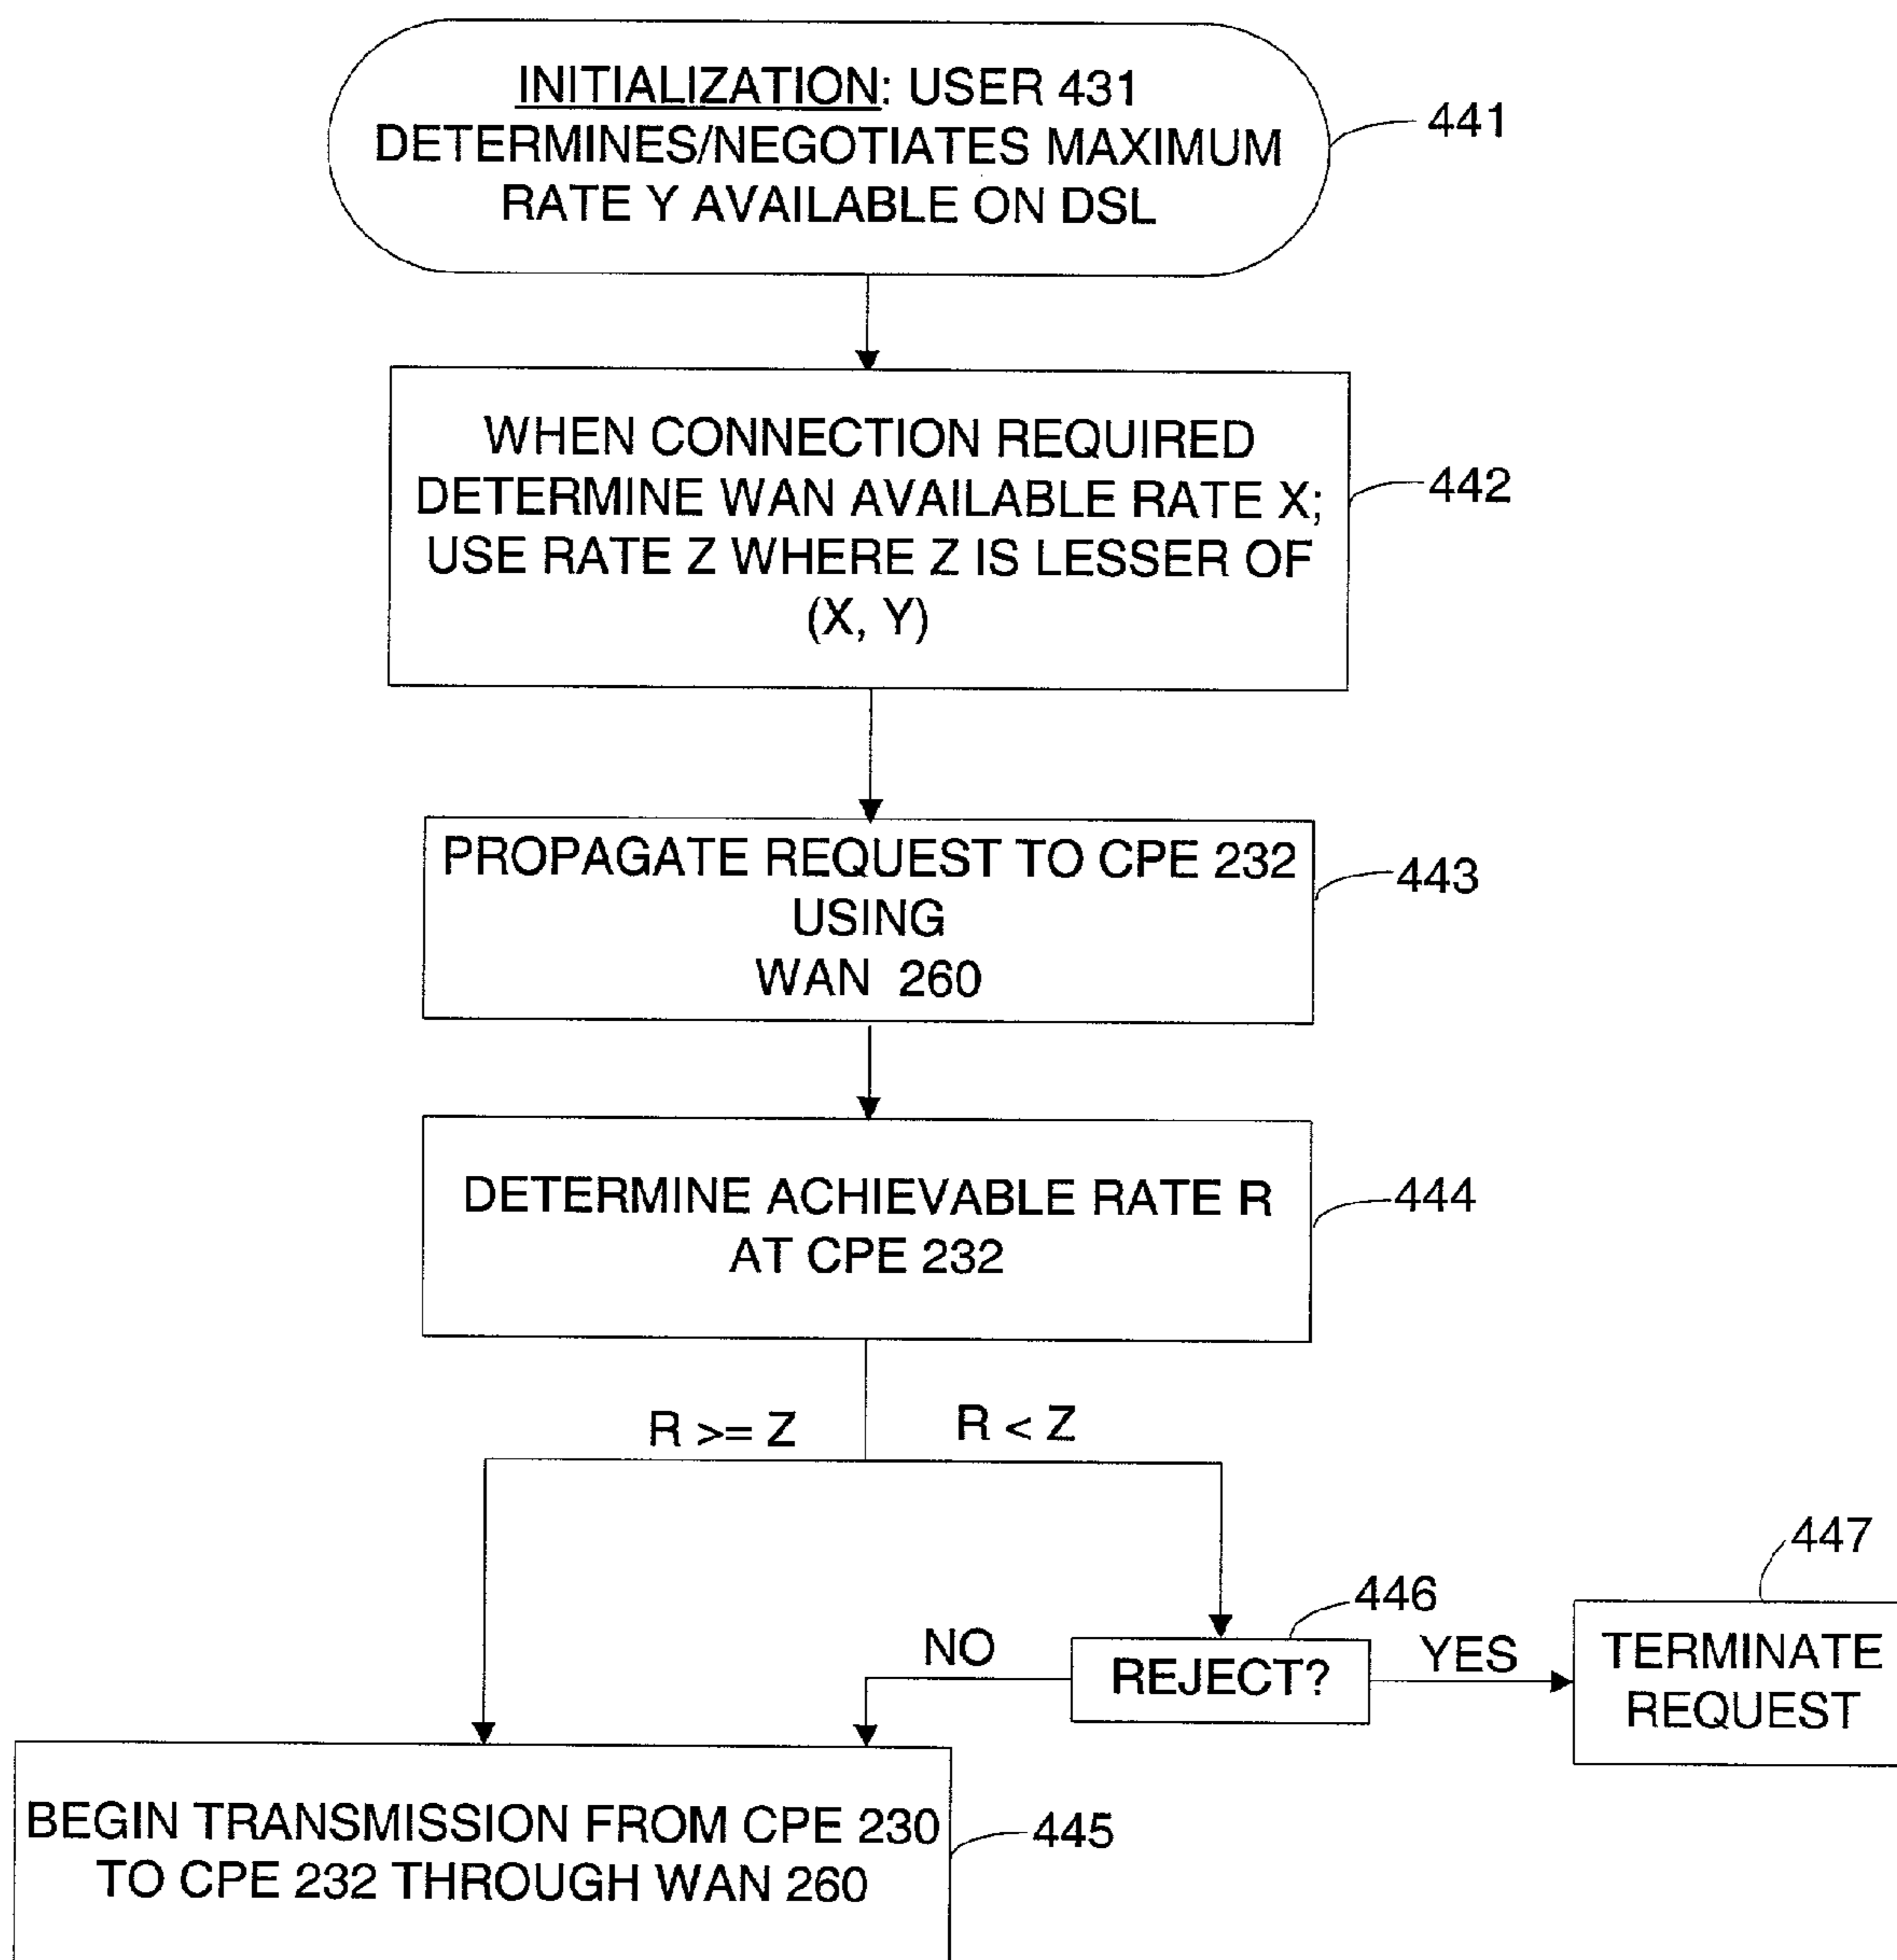 INITIALIZATION: USER 431
DETERMINES/NEGOTIATES MAXIMUM
RATE Y AVAILABLE ON DSL
441
WHEN CONNECTION REQUIRED
DETERMINE WAN AVAILABLE RATE X;
USE RATE Z WHERE Z IS LESSER OF
(X, Y)
442
PROPAGATE REQUEST TO CPE 232
USING
WAN 260
443
DETERMINE ACHIEVABLE RATE R
AT CPE 232
444
R >= Z
R < Z
447
446
NO
REJECT?
YES
TERMINATE
REQUEST
BEGIN TRANSMISSION FROM CPE 230
TO CPE 232 THROUGH WAN 260
445